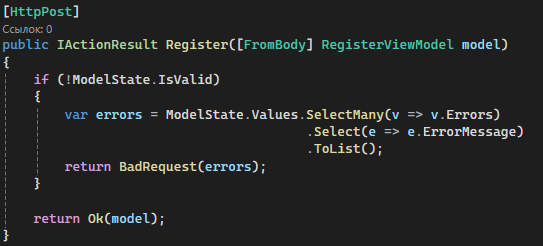 [HttpPost]
Ссылок: 0
public IActionResult Register([FromBody] RegisterViewModel model)
{
    if (!ModelState.IsValid)
    {
        var errors = ModelState.Values.SelectMany(v => v.Errors)
                                      .Select(e => e.ErrorMessage)
                                      .ToList();
        return BadRequest(errors);
    }
    return Ok(model);
}